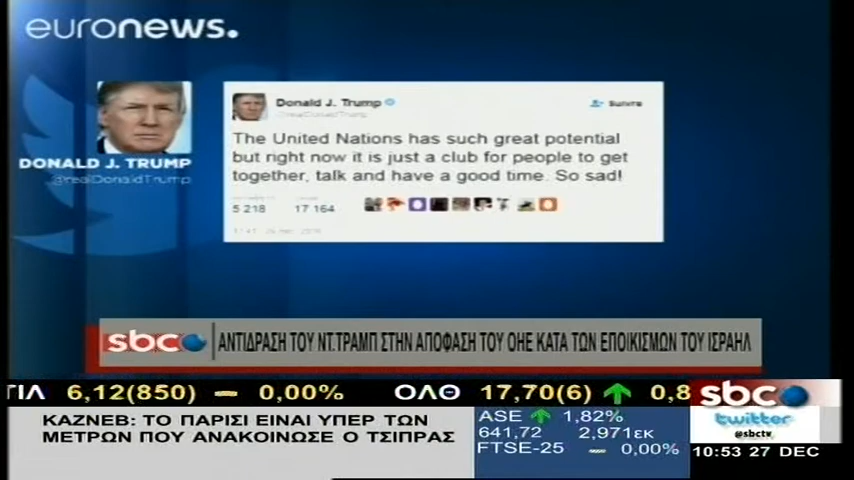 euronews.
Donald J. Trump
@realDonaldTrump
Suivre
The United Nations has such great potential
but right now it is just a club for people to get
together, talk and have a good time. So sad!
5 218 17 164
DONALD J. TRUMP
@realDonaldTrump
sbc ΑΝΤΙΔΡΑΣΗ ΤΟΥ ΝΤ.ΤΡΑΜΠ ΣΤΗΝ ΑΠΟΦΑΣΗ ΤΟΥ ΟΗΕ ΚΑΤΑ ΤΩΝ ΕΠΟΙΚΙΣΜΩΝ ΤΟΥ ΙΣΡΑΗΛ
ΤΙΛ 6,12(850) 0,00% ΟΛΘ 17,70(6) 0,8
sbc
ΚΑΖΝΕΒ: ΤΟ ΠΑΡΙΣΙ ΕΙΝΑΙ ΥΠΕΡ ΤΩΝ
ΜΕΤΡΩΝ ΠΟΥ ΑΝΑΚΟΙΝΩΣΕ Ο ΤΣΙΠΡΑΣ
ASE 1,82%
641,72 2,971εκ
FTSE-25 0,00%
twitter
@sbctv
10:53 27 DEC